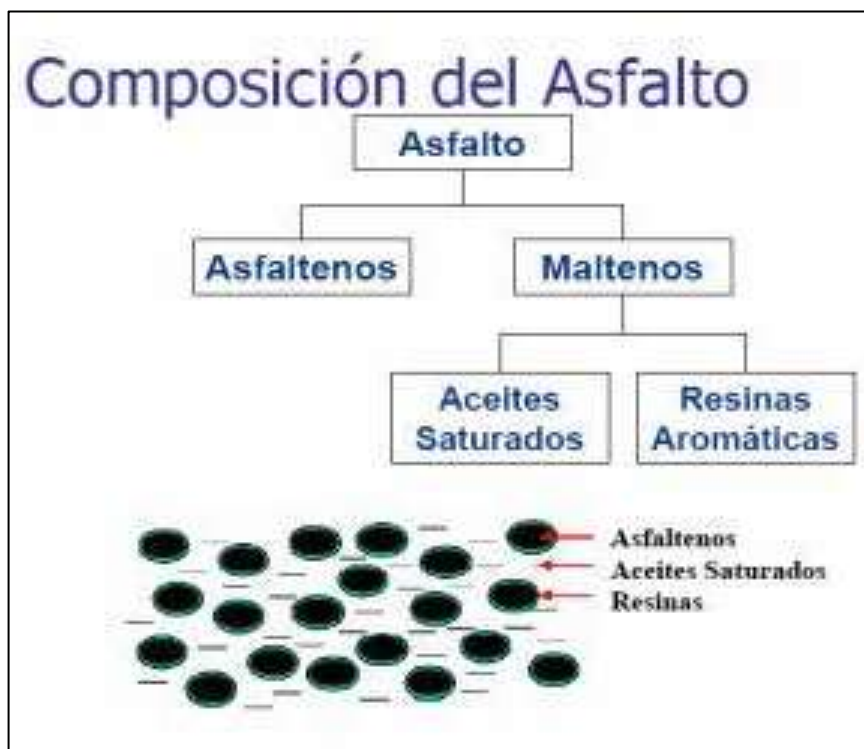 Composición del Asfalto
Asfalto
Asfaltenos
Maltenos
Aceites
Saturados
Resinas
Aromáticas
Asfaltenos
Aceites Saturados
Resinas